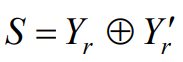 S = Y_r ⊕ Y'_r